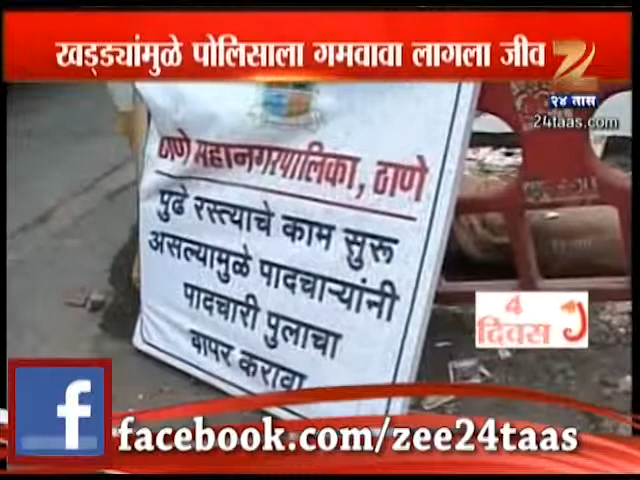 खड्ड्यांमुळे पोलिसाला गमवावा लागला जीव
२४ तास
24taas.com
ठाणे महानगरपालिका, ठाणे
पुढे रस्त्याचे काम सुरू
असल्यामुळे पादचाऱ्यांनी
पादचारी पुलाचा
वापर करावा
4
दिवस
f
facebook.com/zee24taas